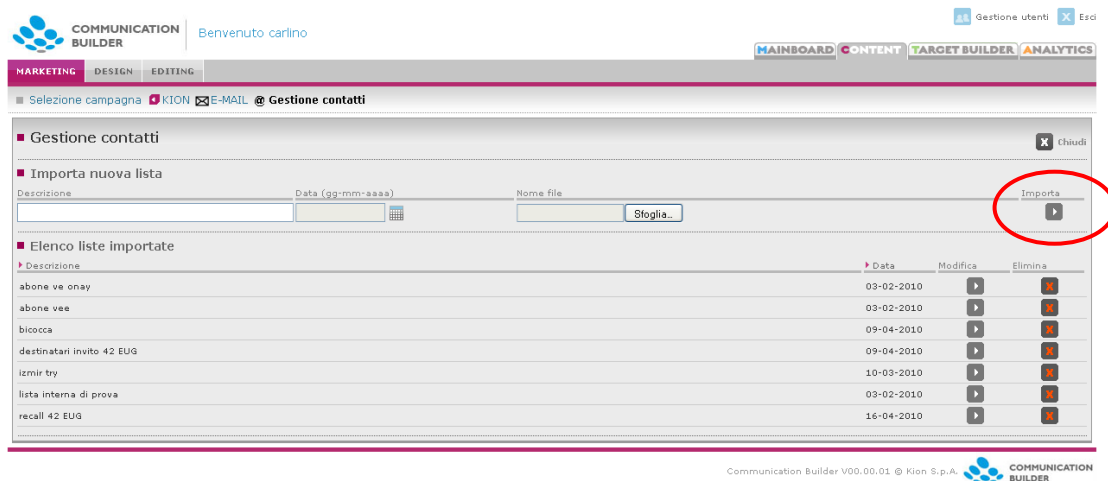 Gestione utenti X Esci
COMMUNICATION
BUILDER
Benvenuto carlino
MAINBOARD CONTENT TARGET BUILDER ANALYTICS
MARKETING DESIGN EDITING
Selezione campagna KION E-MAIL @ Gestione contatti
Gestione contatti
X Chiudi
Importa nuova lista
Descrizione Data (gg-mm-aaaa) Nome file Importa
Sfoglia...
Elenco liste importate
Descrizione Data Modifica Elimina
abone ve onay 03-02-2010 X
abone vee 03-02-2010 X
bicocca 09-04-2010 X
destinatari invito 42 EUG 09-04-2010 X
izmir try 10-03-2010 X
lista interna di prova 03-02-2010 X
recall 42 EUG 16-04-2010 X
Communication Builder V00.00.01 @ Kion S.p.A.
COMMUNICATION
BUILDER